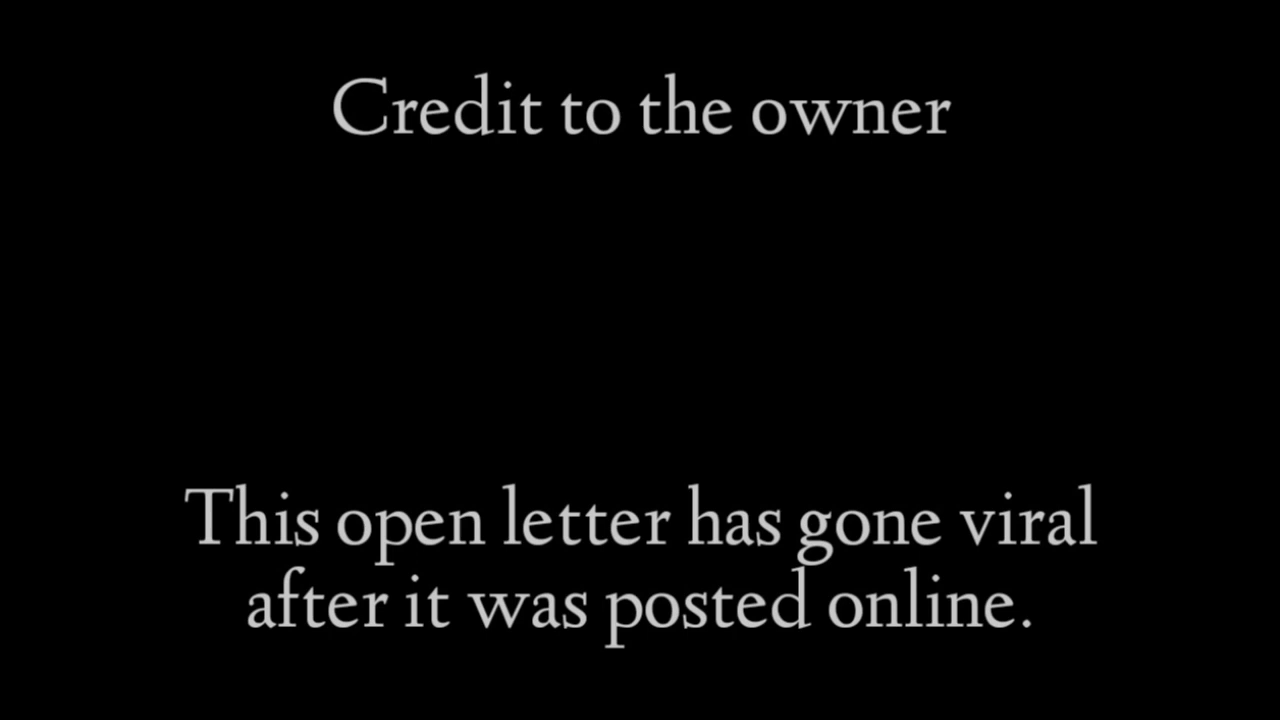 Credit to the owner
This open letter has gone viral
after it was posted online.